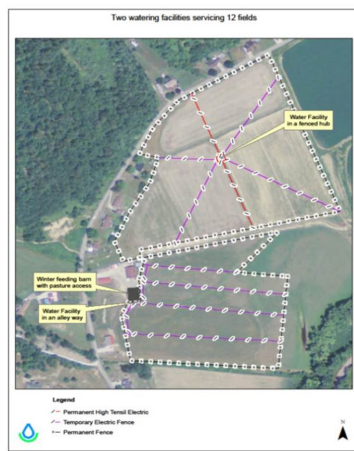 Two watering facilities servicing 12 fields
Water Facility
in a fenced hub
Winter feeding barn
with pasture access
Water Facility
in an alley way
Legend
Permanent High Tensil Electric
Temporary Electric Fence
Permanent Fence
N